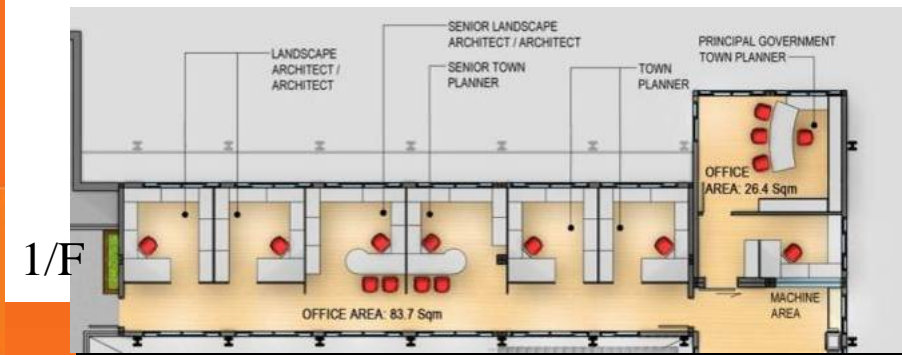 SENIOR LANDSCAPE
ARCHITECT / ARCHITECT
LANDSCAPE
ARCHITECT /
ARCHITECT
SENIOR TOWN
PLANNER
TOWN
PLANNER
PRINCIPAL GOVERNMENT
TOWN PLANNER
OFFICE
AREA: 26.4 Sqm
1/F
OFFICE AREA: 83.7 Sqm
MACHINE
AREA